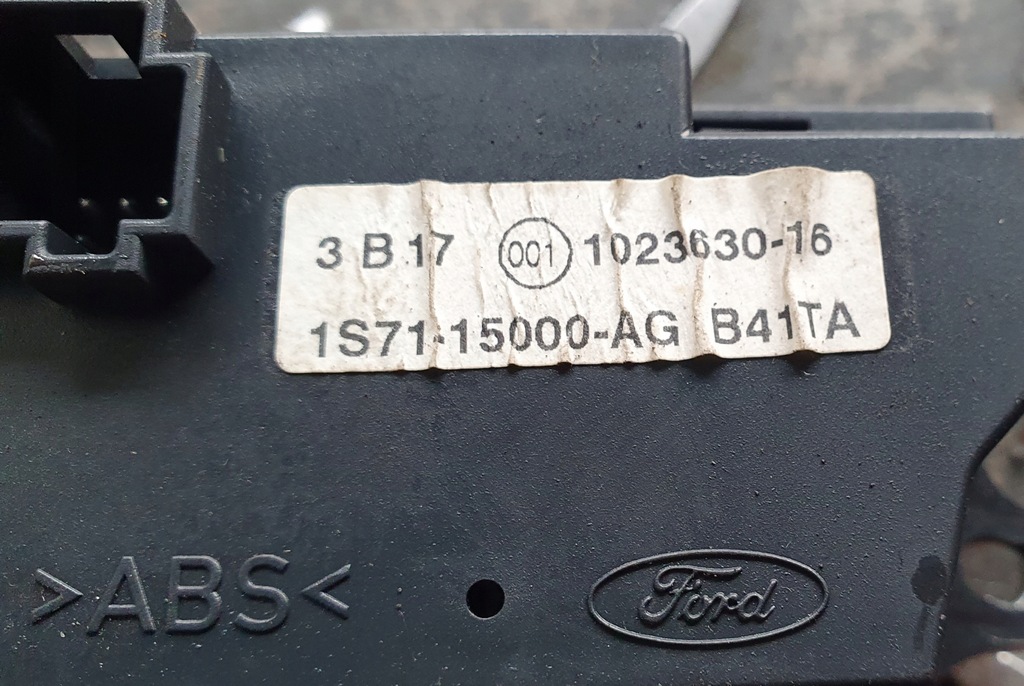 3 B 17 001 1023630-16
1S71-15000-AG B41TA
>ABS<
Ford